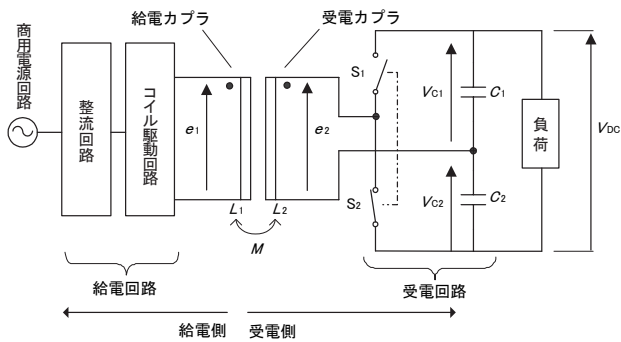 商用電源回路
整流回路
コイル駆動回路
給電カプラ
受電カプラ
e1
e2
L1
L2
M
S1
S2
VC1
VC2
C1
C2
負荷
VDC
給電回路
受電回路
給電側
受電側